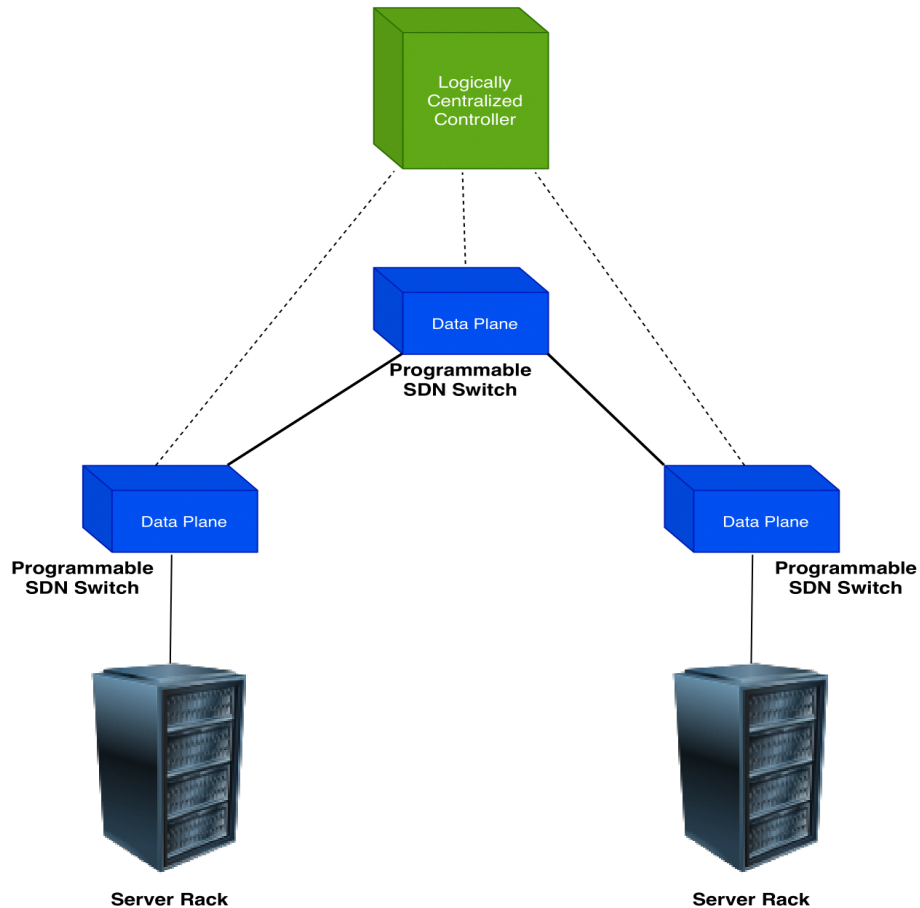 Logically
Centralized
Controller
Data Plane
Programmable
SDN Switch
Data Plane
Programmable
SDN Switch
Data Plane
Programmable
SDN Switch
Server Rack
Server Rack